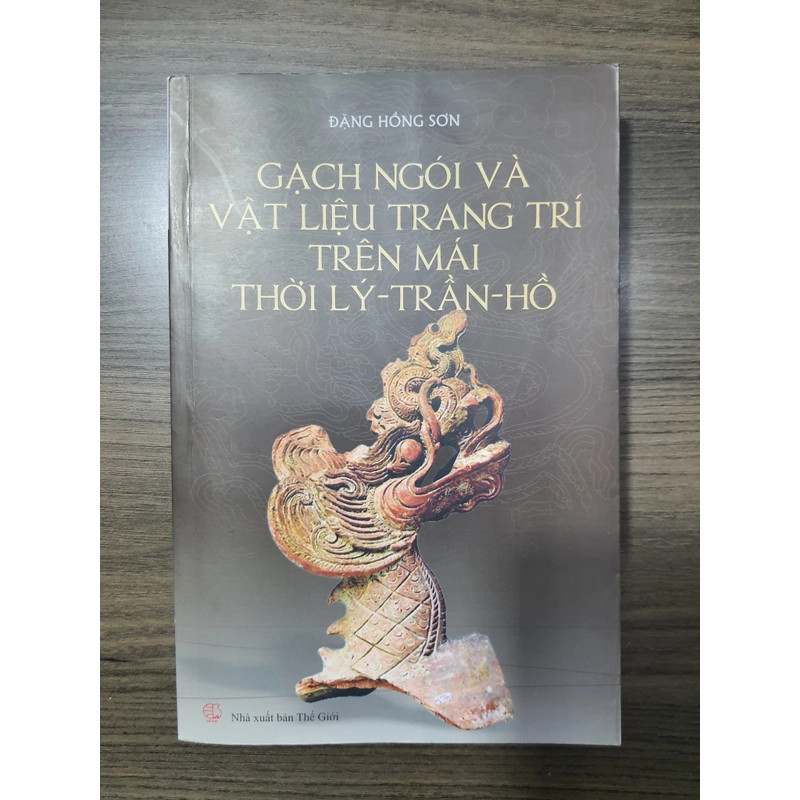 ĐẶNG HỒNG SƠN
GẠCH NGÓI VÀ
VẬT LIỆU TRANG TRÍ
TRÊN MÁI
THỜI LÝ-TRẦN-HỒ
Nhà xuất bản Thế Giới